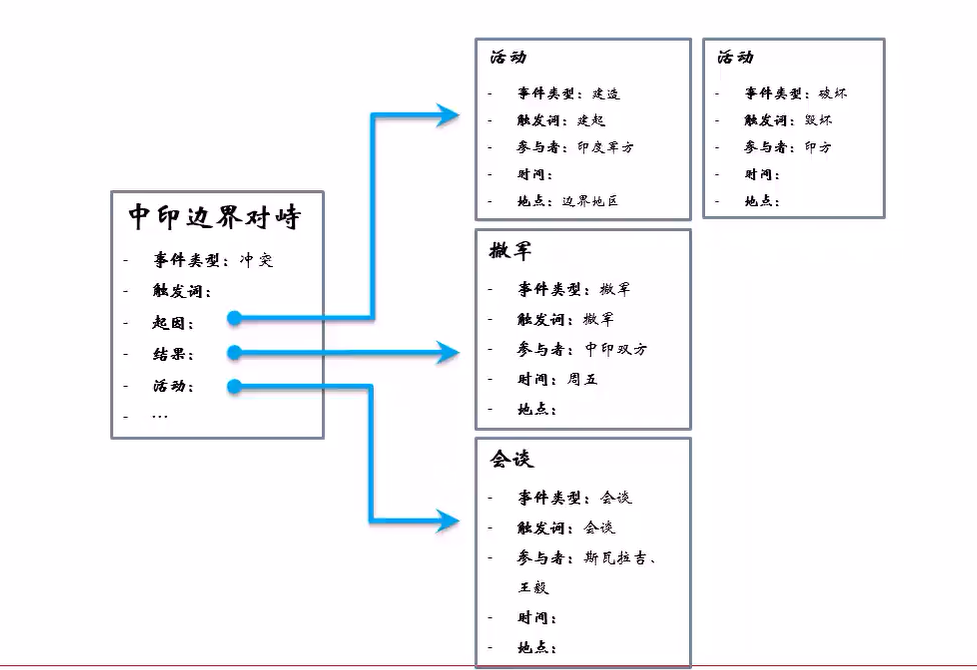 中印边界对峙
- 事件类型：冲突
- 触发词：
- 起因：
- 结果：
- 活动：
- …
活动
- 事件类型：建造
- 触发词：建起
- 参与者：印度军方
- 时间：
- 地点：边界地区
活动
- 事件类型：破坏
- 触发词：毁坏
- 参与者：印方
- 时间：
- 地点：
撤军
- 事件类型：撤军
- 触发词：撤军
- 参与者：中印双方
- 时间：周五
- 地点：
会谈
- 事件类型：会谈
- 触发词：会谈
- 参与者：斯瓦拉吉、
王毅
- 时间：
- 地点：